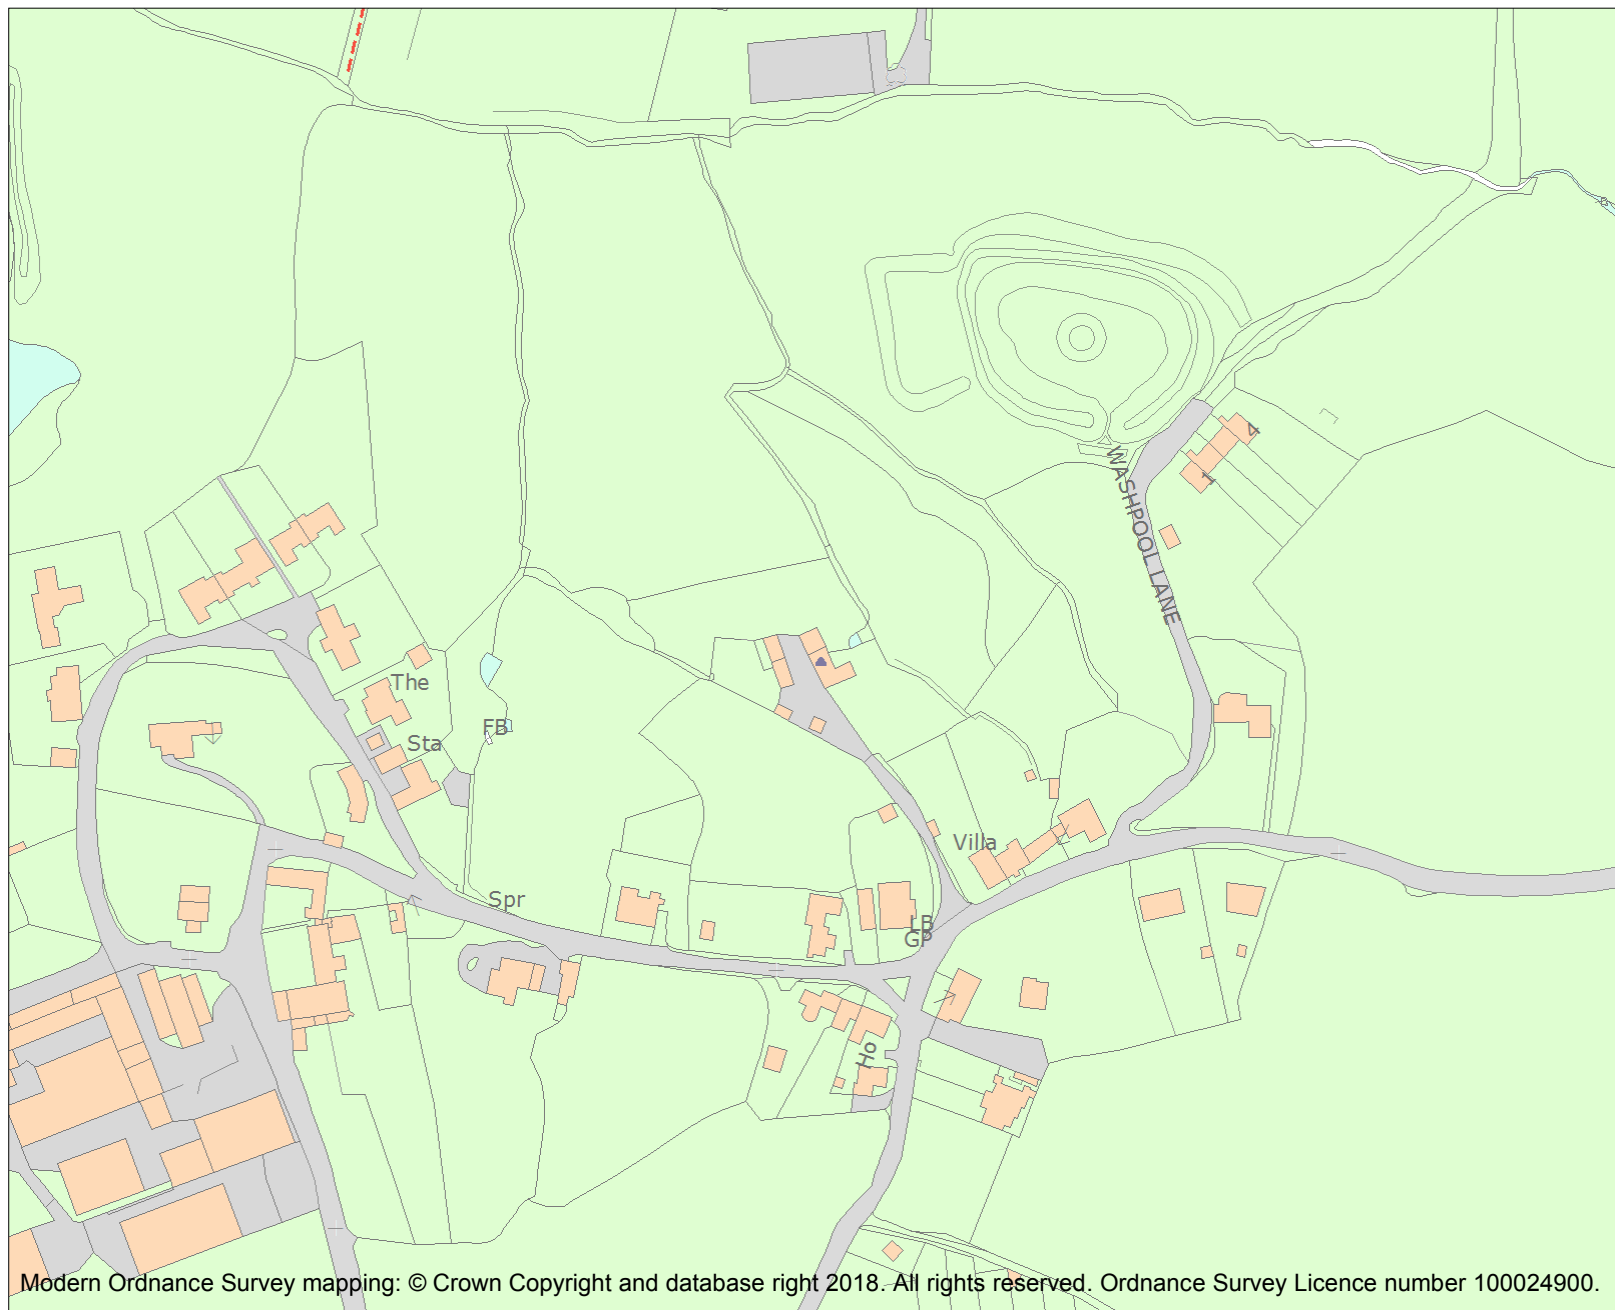 4
1
WASHPOOL LANE
The
FB
Sta
Villa
Spr
LB
GP
Ho
Modern Ordnance Survey mapping: © Crown Copyright and database right 2018. All rights reserved. Ordnance Survey Licence number 100024900.